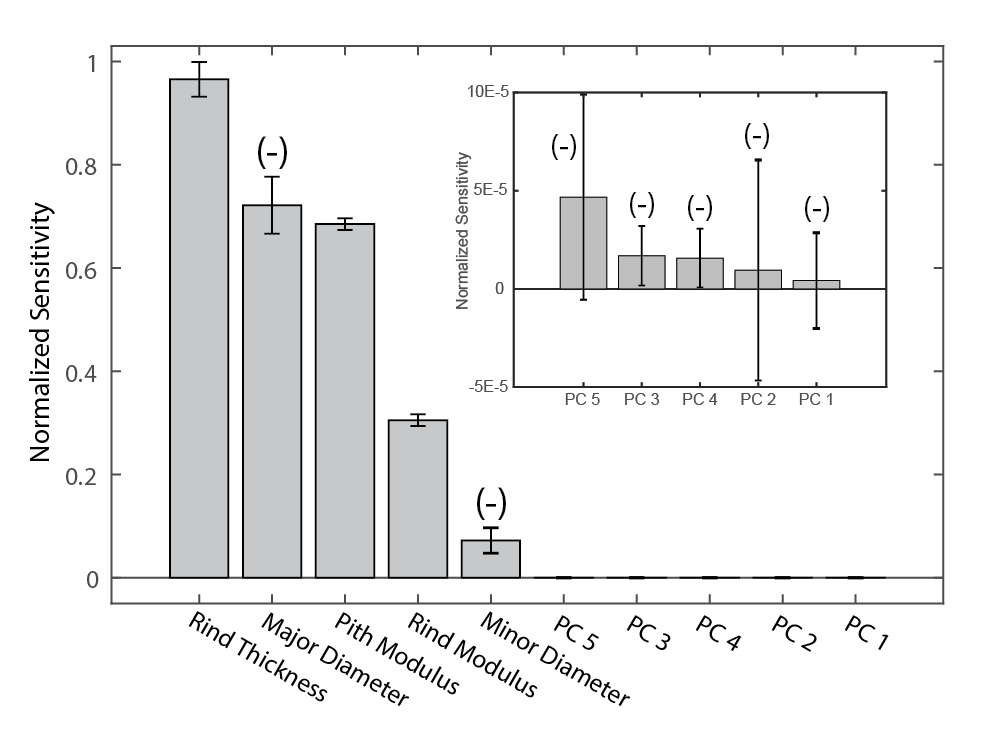 1
0.8
0.6
0.4
0.2
0
Normalized Sensitivity
(-)
(-)
Rind Thickness
Major Diameter
Pith Modulus
Rind Modulus
Minor Diameter
PC 5
PC 3
PC 4
PC 2
PC 1
10E-5
5E-5
0
-5E-5
Normalized Sensitivity
(-)
(-)
(-)
(-)
(-)
PC 5
PC 3
PC 4
PC 2
PC 1